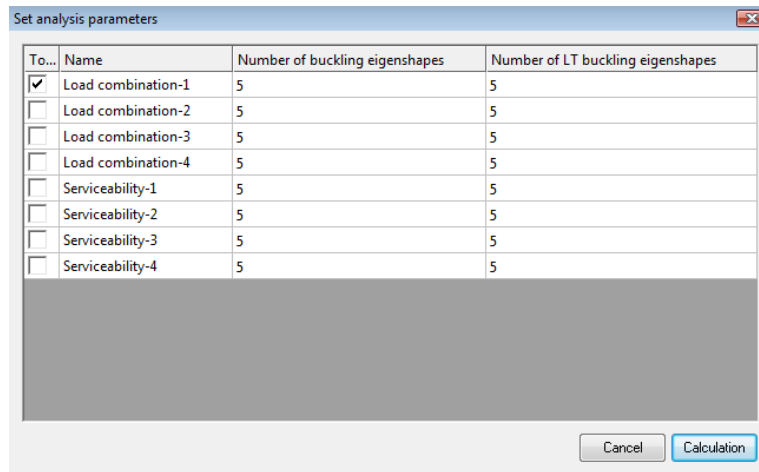 Set analysis parameters
To... Name Number of buckling eigenshapes Number of LT buckling eigenshapes
Load combination-1 5 5
Load combination-2 5 5
Load combination-3 5 5
Load combination-4 5 5
Serviceability-1 5 5
Serviceability-2 5 5
Serviceability-3 5 5
Serviceability-4 5 5
Cancel Calculation